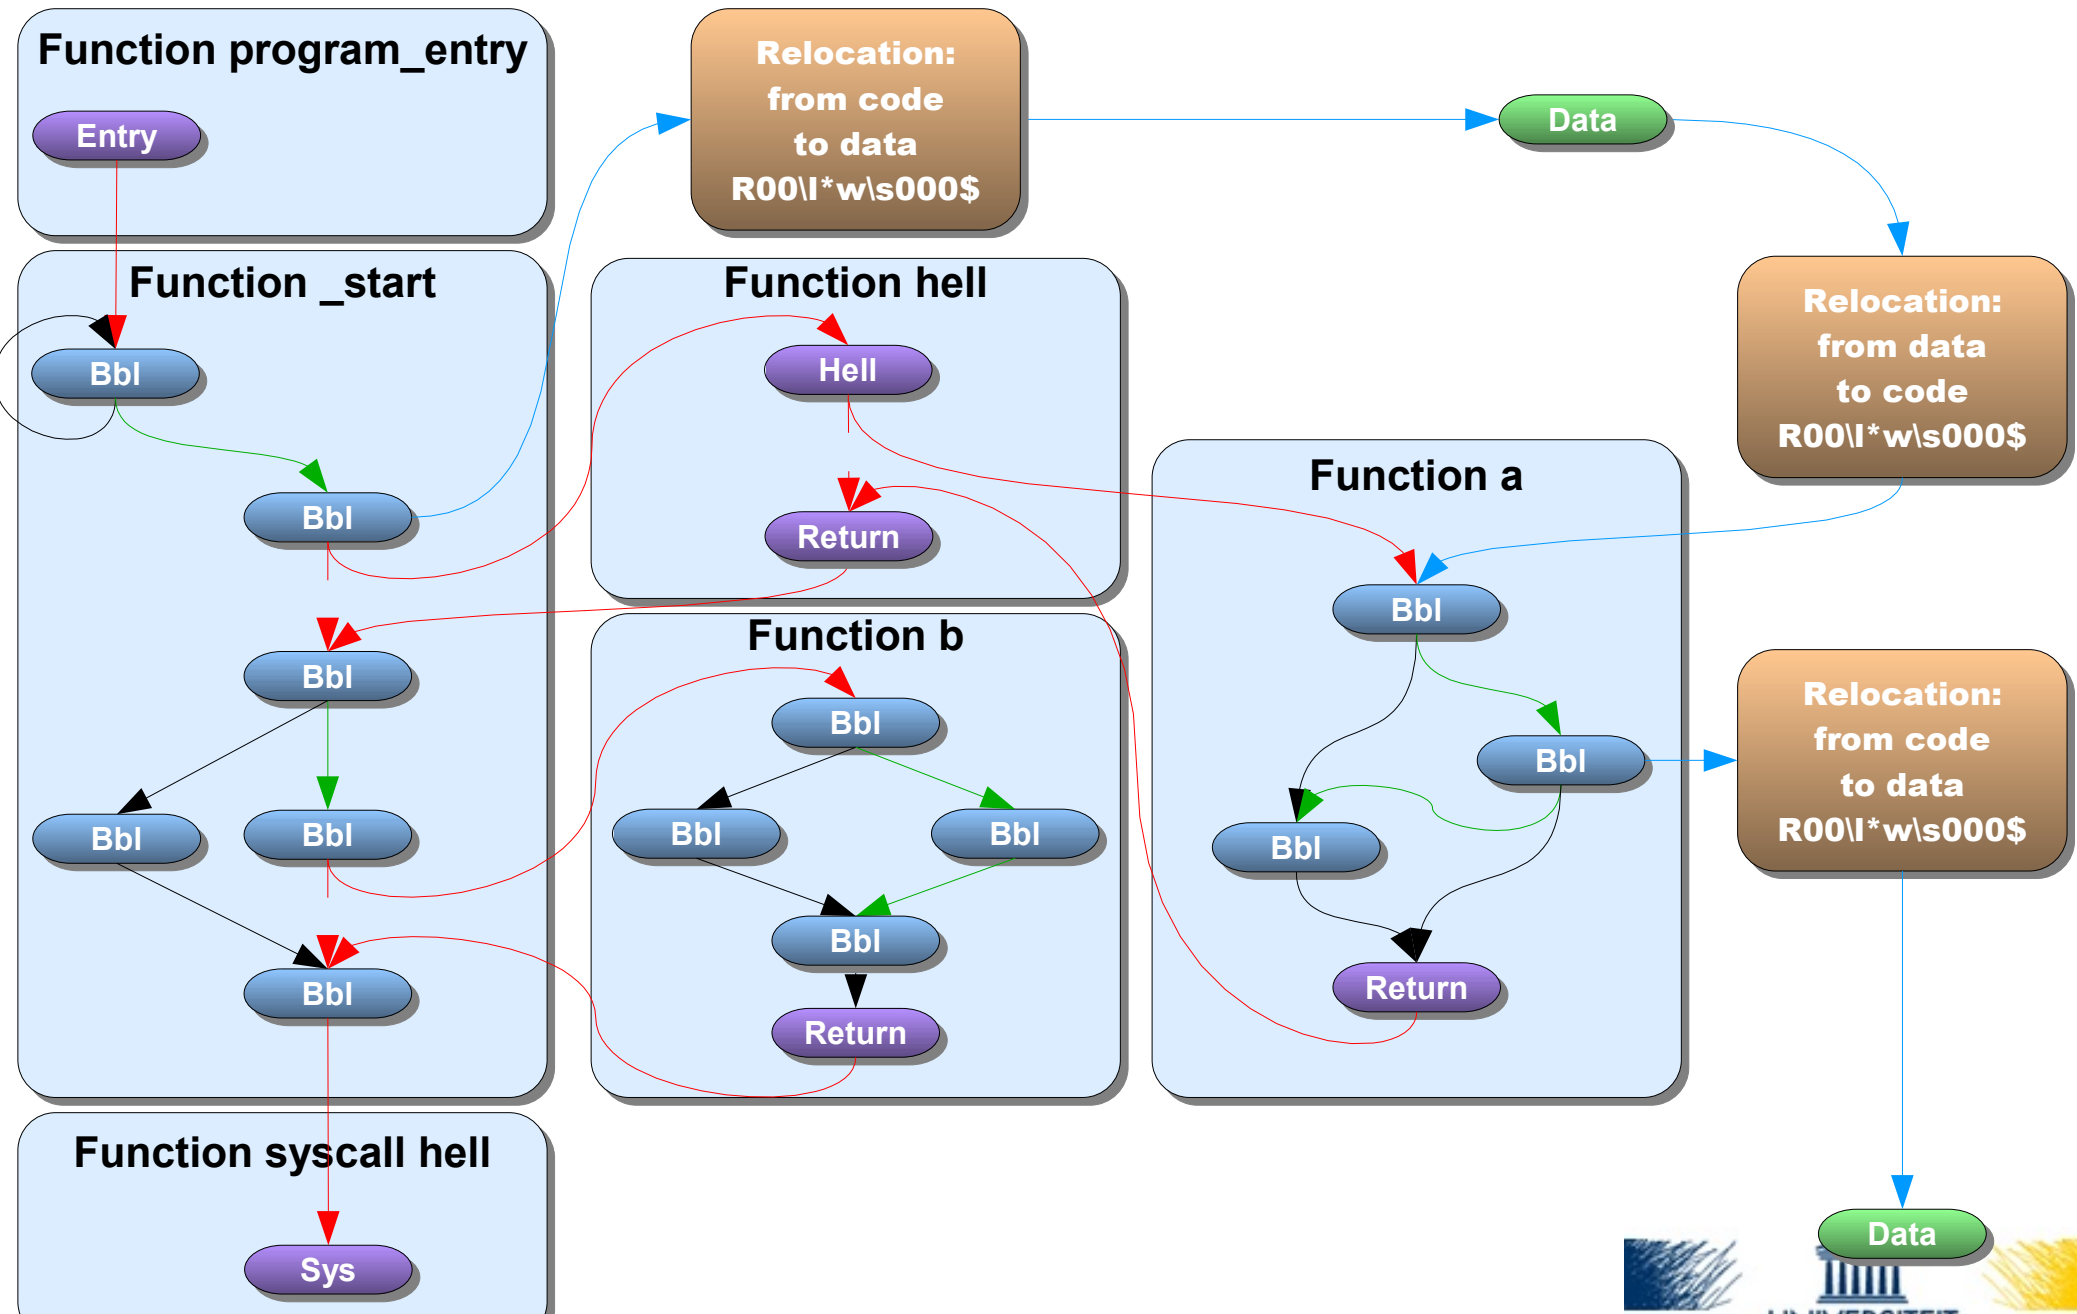 Function program_entry
Entry
Relocation:
from code
to data
R00\l*w\s000$
Data
Function _start
Bbl
Bbl
Bbl
Bbl
Bbl
Bbl
Function hell
Hell
Return
Relocation:
from data
to code
R00\l*w\s000$
Function a
Bbl
Bbl
Bbl
Return
Function b
Bbl
Bbl
Bbl
Bbl
Return
Relocation:
from code
to data
R00\l*w\s000$
Data
Function syscall hell
Sys